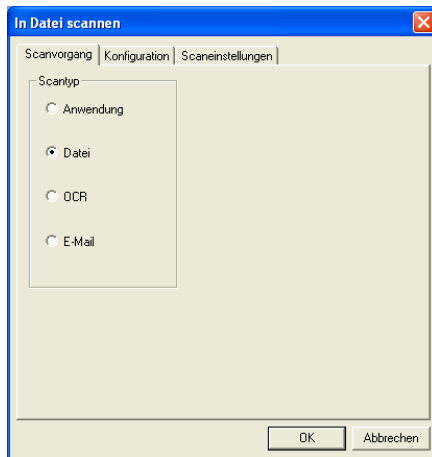 In Datei scannen
Scanvorgang Konfiguration Scaneinstellungen
Scantyp
Anwendung
Datei
OCR
E-Mail
OK Abbrechen